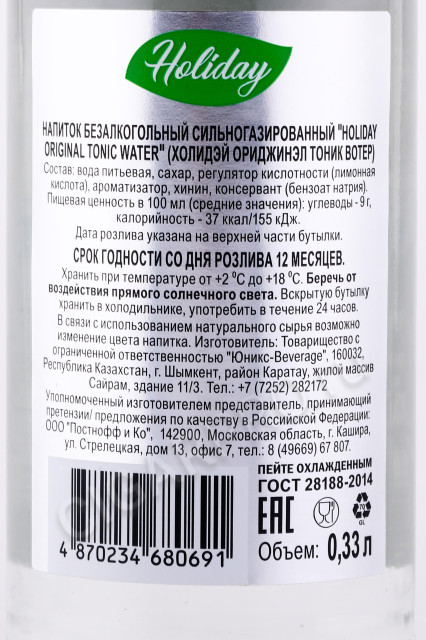 Holiday
НАПИТОК БЕЗАЛКОГОЛЬНЫЙ СИЛЬНОГАЗИРОВАННЫЙ "HOLIDAY
ORIGINAL TONIC WATER" (ХОЛИДЭЙ ОРИДЖИНЭЛ ТОНИК ВОТЕР)
Состав: вода питьевая, сахар, регулятор кислотности (лимонная
кислота), ароматизатор, хинин, консервант (бензоат натрия).
Пищевая ценность в 100 мл (средние значения): углеводы - 9 г,
калорийность - 37 ккал/155 кДж.
Дата розлива указана на верхней части бутылки.
СРОК ГОДНОСТИ СО ДНЯ РОЗЛИВА 12 МЕСЯЦЕВ.
Хранить при температуре от +2 ⁰С до +18 ⁰С. Беречь от
воздействия прямого солнечного света. Вскрытую бутылку
хранить в холодильнике, употребить в течение 24 часов.
В связи с использованием натурального сырья возможно
изменение цвета напитка. Изготовитель: Товарищество с
ограниченной ответственностью "Юникс-Beverage", 160032,
Республика Казахстан, г. Шымкент, район Каратау, жилой массив
Сайрам, здание 11/3. Тел.: +7 (7252) 282172
Уполномоченный изготовителем представитель, принимающий
претензии/ предложения по качеству в Российской Федерации:
ООО "Постнофф и Ко", 142900, Московская область, г. Кашира,
ул. Стрелецкая, дом 13, офис 7, тел.: 8 (49669) 67 807.
ПЕЙТЕ ОХЛАЖДЕННЫМ
ГОСТ 28188-2014
EAC
70
GL
Объем: 0,33 л
4 870234 680691